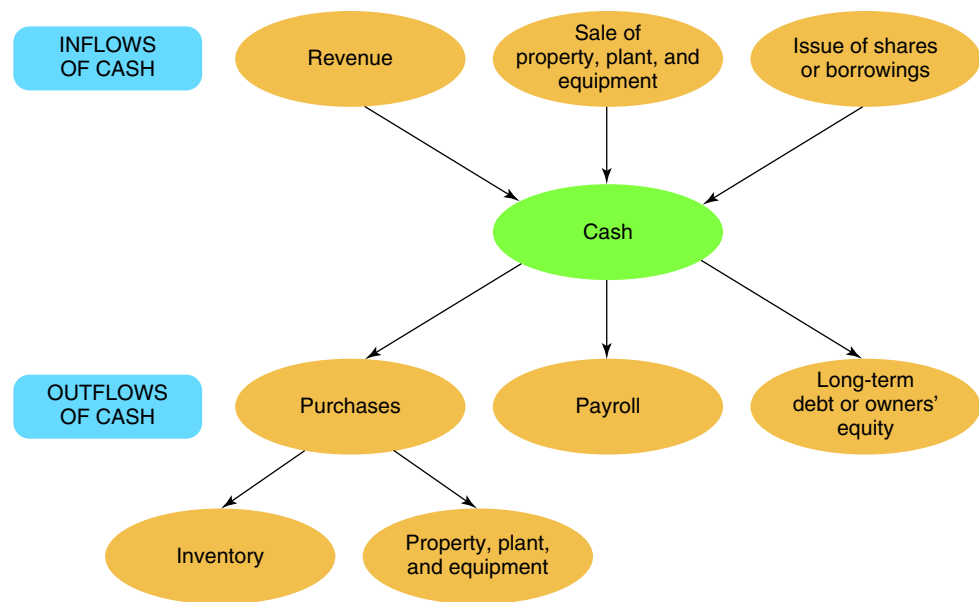 INFLOWS
OF CASH
Revenue
Sale of
property, plant, and
equipment
Issue of shares
or borrowings
Cash
OUTFLOWS
OF CASH
Purchases
Payroll
Long-term
debt or owners’
equity
Inventory
Property, plant,
and equipment